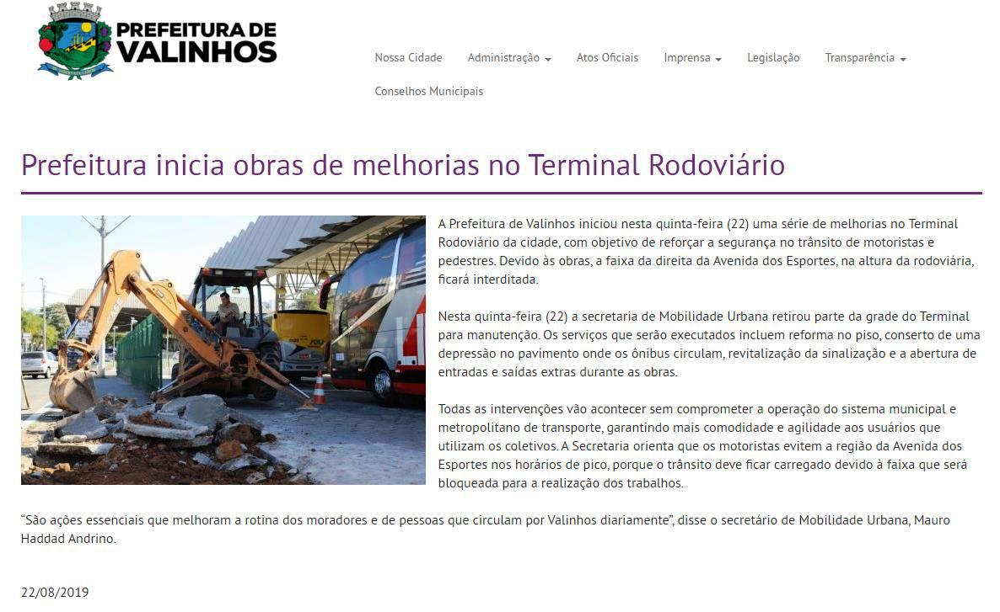 PREFEITURA DE
VALINHOS
Nossa Cidade Administração Atos Oficiais Imprensa Legislação Transparência
Conselhos Municipais
Prefeitura inicia obras de melhorias no Terminal Rodoviário
A Prefeitura de Valinhos iniciou nesta quinta-feira (22) uma série de melhorias no Terminal
Rodoviário da cidade, com objetivo de reforçar a segurança no trânsito de motoristas e
pedestres. Devido às obras, a faixa da direita da Avenida dos Esportes, na altura da rodoviária,
ficará interditada.
Nesta quinta-feira (22) a secretaria de Mobilidade Urbana retirou parte da grade do Terminal
para manutenção. Os serviços que serão executados incluem reforma no piso, conserto de uma
depressão no pavimento onde os ônibus circulam, revitalização da sinalização e a abertura de
entradas e saídas extras durante as obras.
Todas as intervenções vão acontecer sem comprometer a operação do sistema municipal e
metropolitano de transporte, garantindo mais comodidade e agilidade aos usuários que
utilizam os coletivos. A Secretaria orienta que os motoristas evitem a região da Avenida dos
Esportes nos horários de pico, porque o trânsito deve ficar carregado devido à faixa que será
bloqueada para a realização dos trabalhos.
“São ações essenciais que melhoram a rotina dos moradores e de pessoas que circulam por Valinhos diariamente”, disse o secretário de Mobilidade Urbana, Mauro
Haddad Andrino.
22/08/2019
CASE